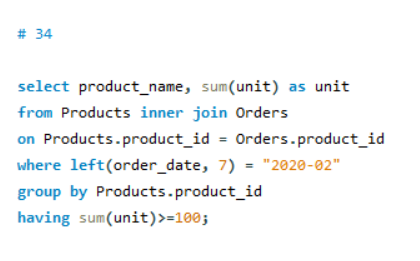 # 34
select product_name, sum(unit) as unit
from Products inner join Orders
on Products.product_id = Orders.product_id
where left(order_date, 7) = "2020-02"
group by Products.product_id
having sum(unit)>=100;